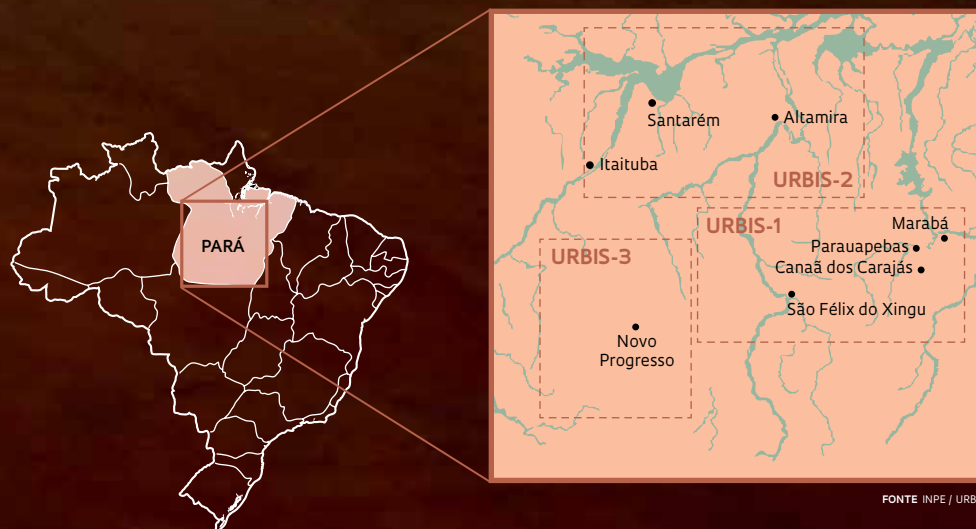 PARÁ
Santarém
Altamira
Itaituba
URBIS-2
URBIS-1
Marabá
Parauapebas
URBIS-3
Canaã dos Carajás
São Félix do Xingu
Novo
Progresso
FONTE INPE / URB